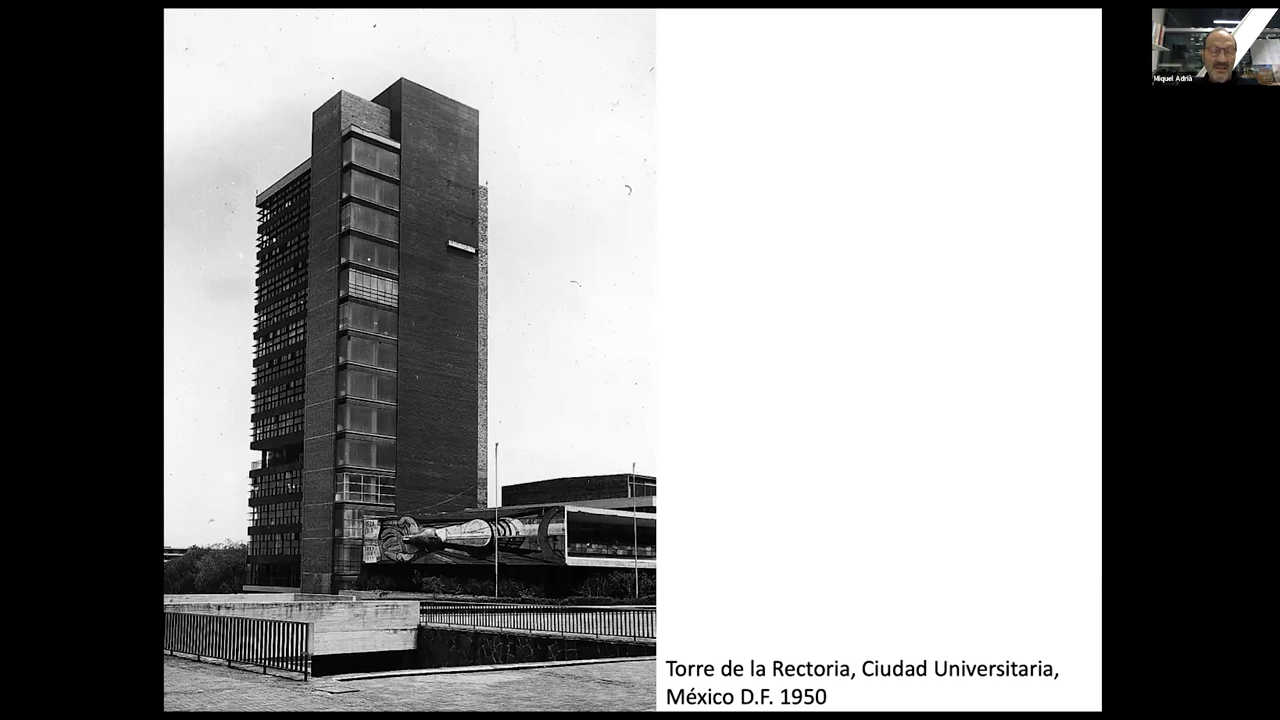 Miquel Adrià
Torre de la Rectoria, Ciudad Universitaria,
México D.F. 1950